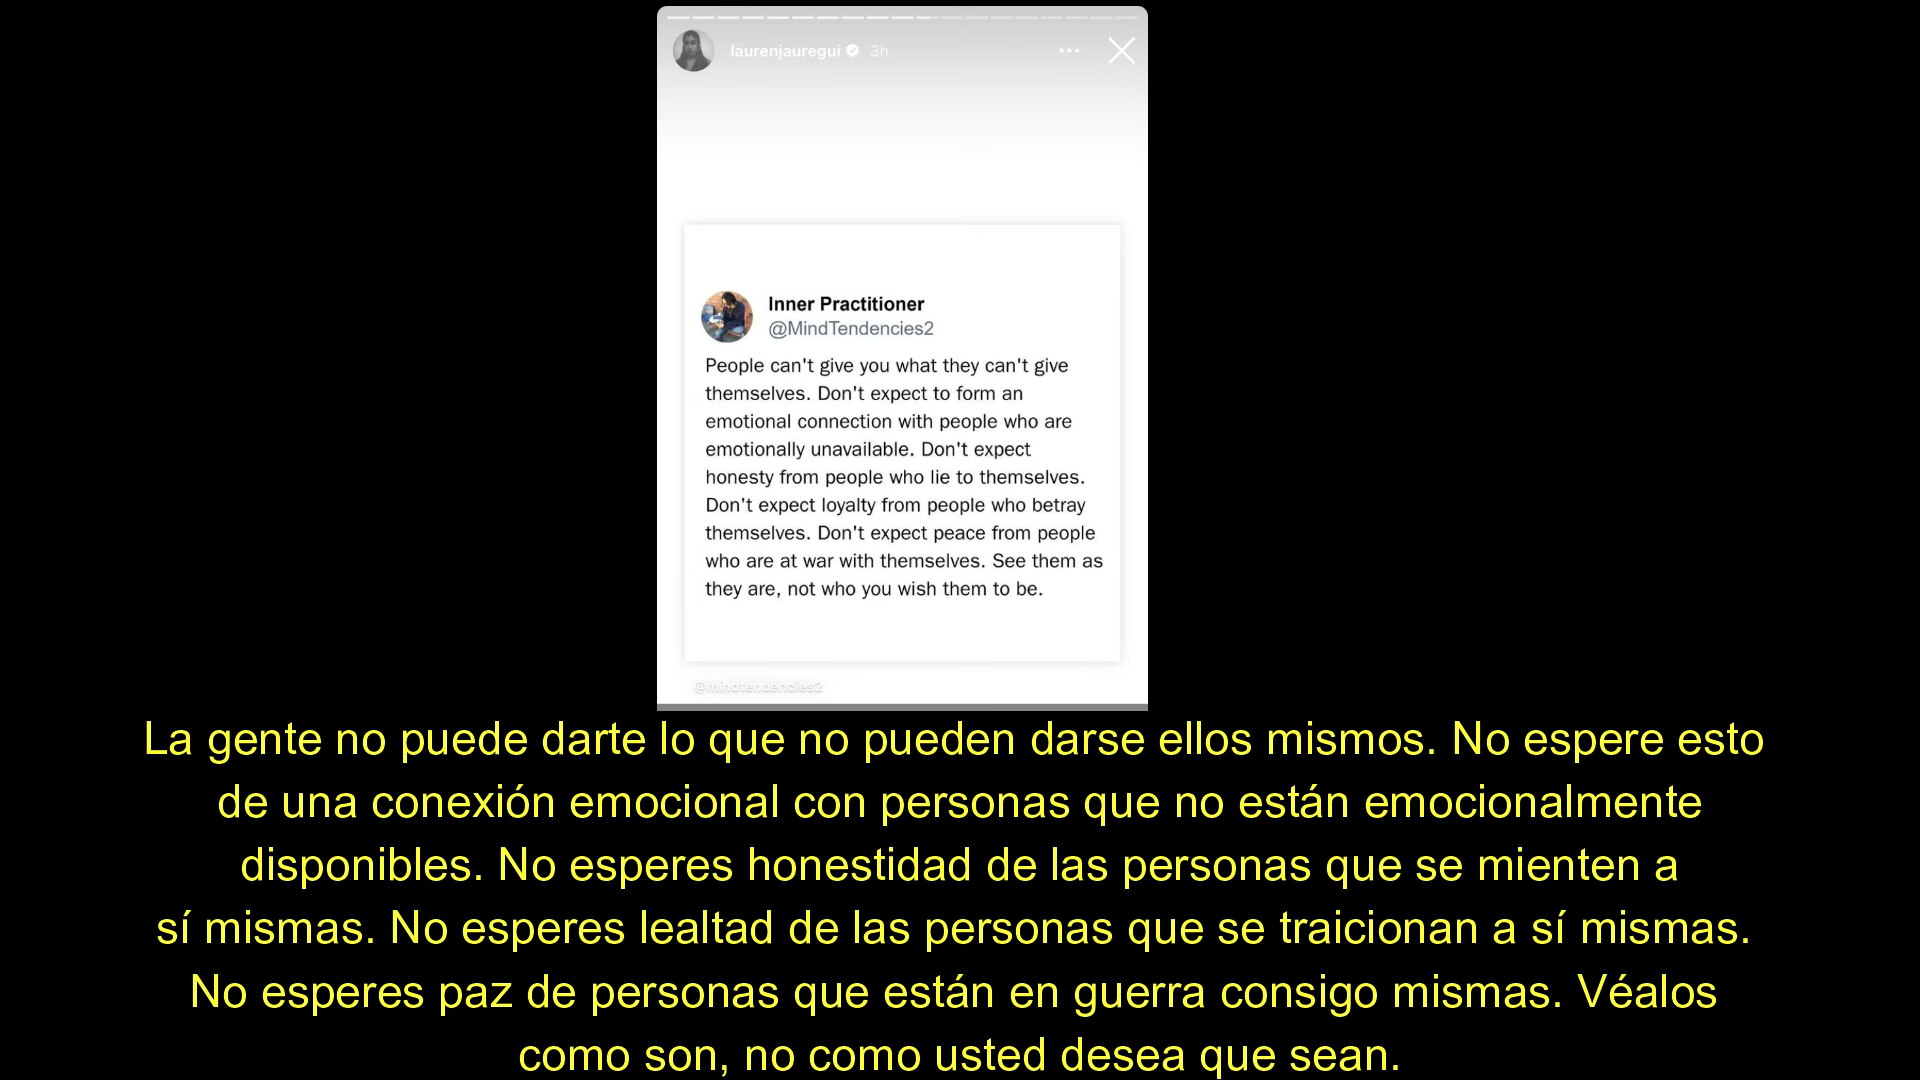 laurenjauregui 3h
Inner Practitioner
@MindTendencies2
People can't give you what they can't give
themselves. Don't expect to form an
emotional connection with people who are
emotionally unavailable. Don't expect
honesty from people who lie to themselves.
Don't expect loyalty from people who betray
themselves. Don't expect peace from people
who are at war with themselves. See them as
they are, not who you wish them to be.
@mindtendencies2
La gente no puede darte lo que no pueden darse ellos mismos. No espere esto
de una conexión emocional con personas que no están emocionalmente
disponibles. No esperes honestidad de las personas que se mienten a
sí mismas. No esperes lealtad de las personas que se traicionan a sí mismas.
No esperes paz de personas que están en guerra consigo mismas. Véalos
como son, no como usted desea que sean.